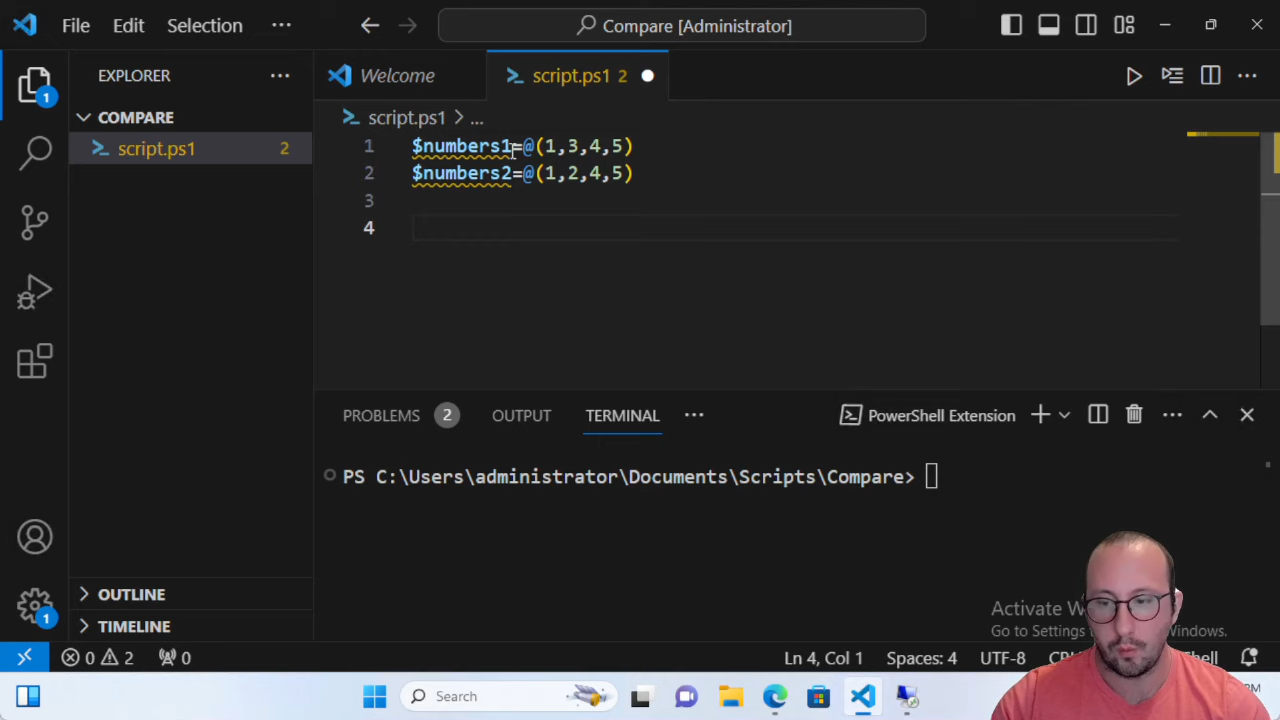 File Edit Selection ··· Compare [Administrator]
EXPLORER ···
Welcome
script.ps1 2
COMPARE
script.ps1 2
script.ps1 > ...
1 $numbers1=@(1,3,4,5)
2 $numbers2=@(1,2,4,5)
3
4
PROBLEMS 2 OUTPUT TERMINAL ··· PowerShell Extension
PS C:\Users\administrator\Documents\Scripts\Compare>
1
1
OUTLINE
TIMELINE
Activate
Go to Settings Windows.
0 2 0 Ln 4, Col 1 Spaces: 4 UTF-8
Search